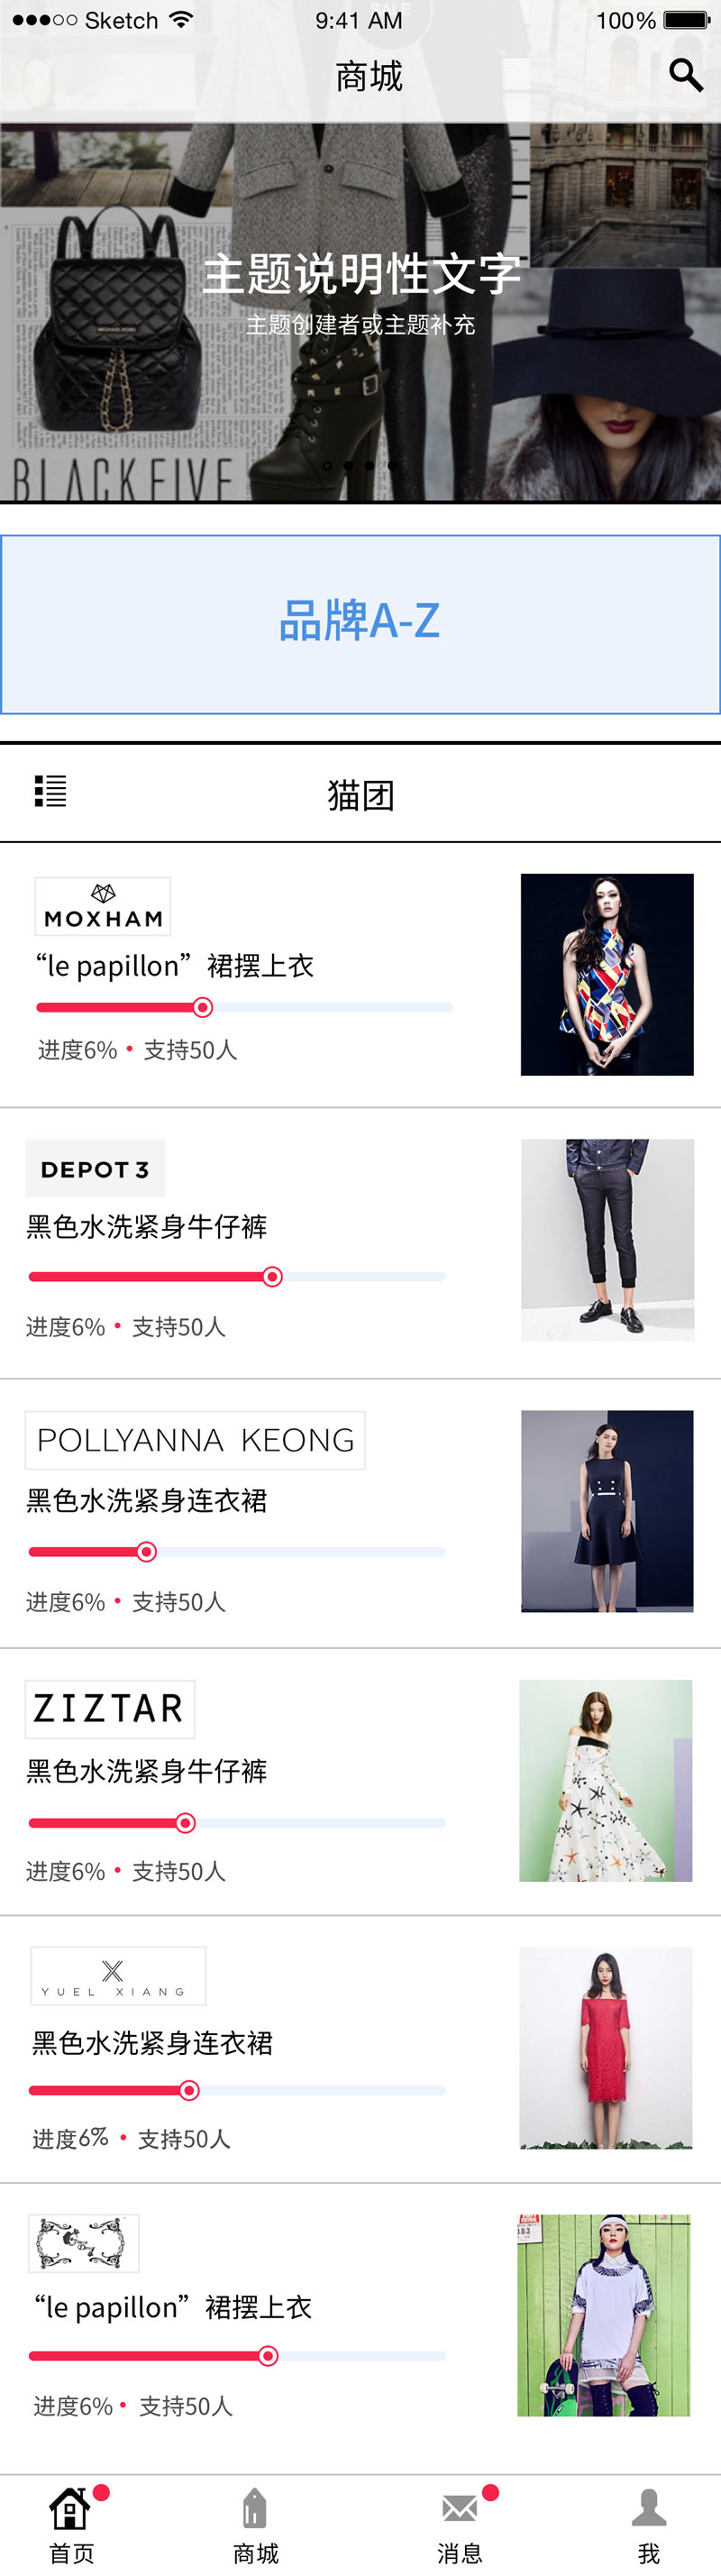 Sketch 9:41 AM 100%
SALE
商城
主题说明性文字
主题创建者或主题补充
BLACKFIVE
品牌A-Z
猫团
MOXHAM
“le papillon”裙摆上衣
进度6% • 支持50人
DEPOT 3
黑色水洗紧身牛仔裤
进度6% • 支持50人
POLLYANNA KEONG
黑色水洗紧身连衣裙
进度6% • 支持50人
ZIZTAR
黑色水洗紧身牛仔裤
进度6% • 支持50人
YUEL XIANG
黑色水洗紧身连衣裙
进度6% • 支持50人
“le papillon”裙摆上衣
进度6% • 支持50人
首页 商城 消息 我